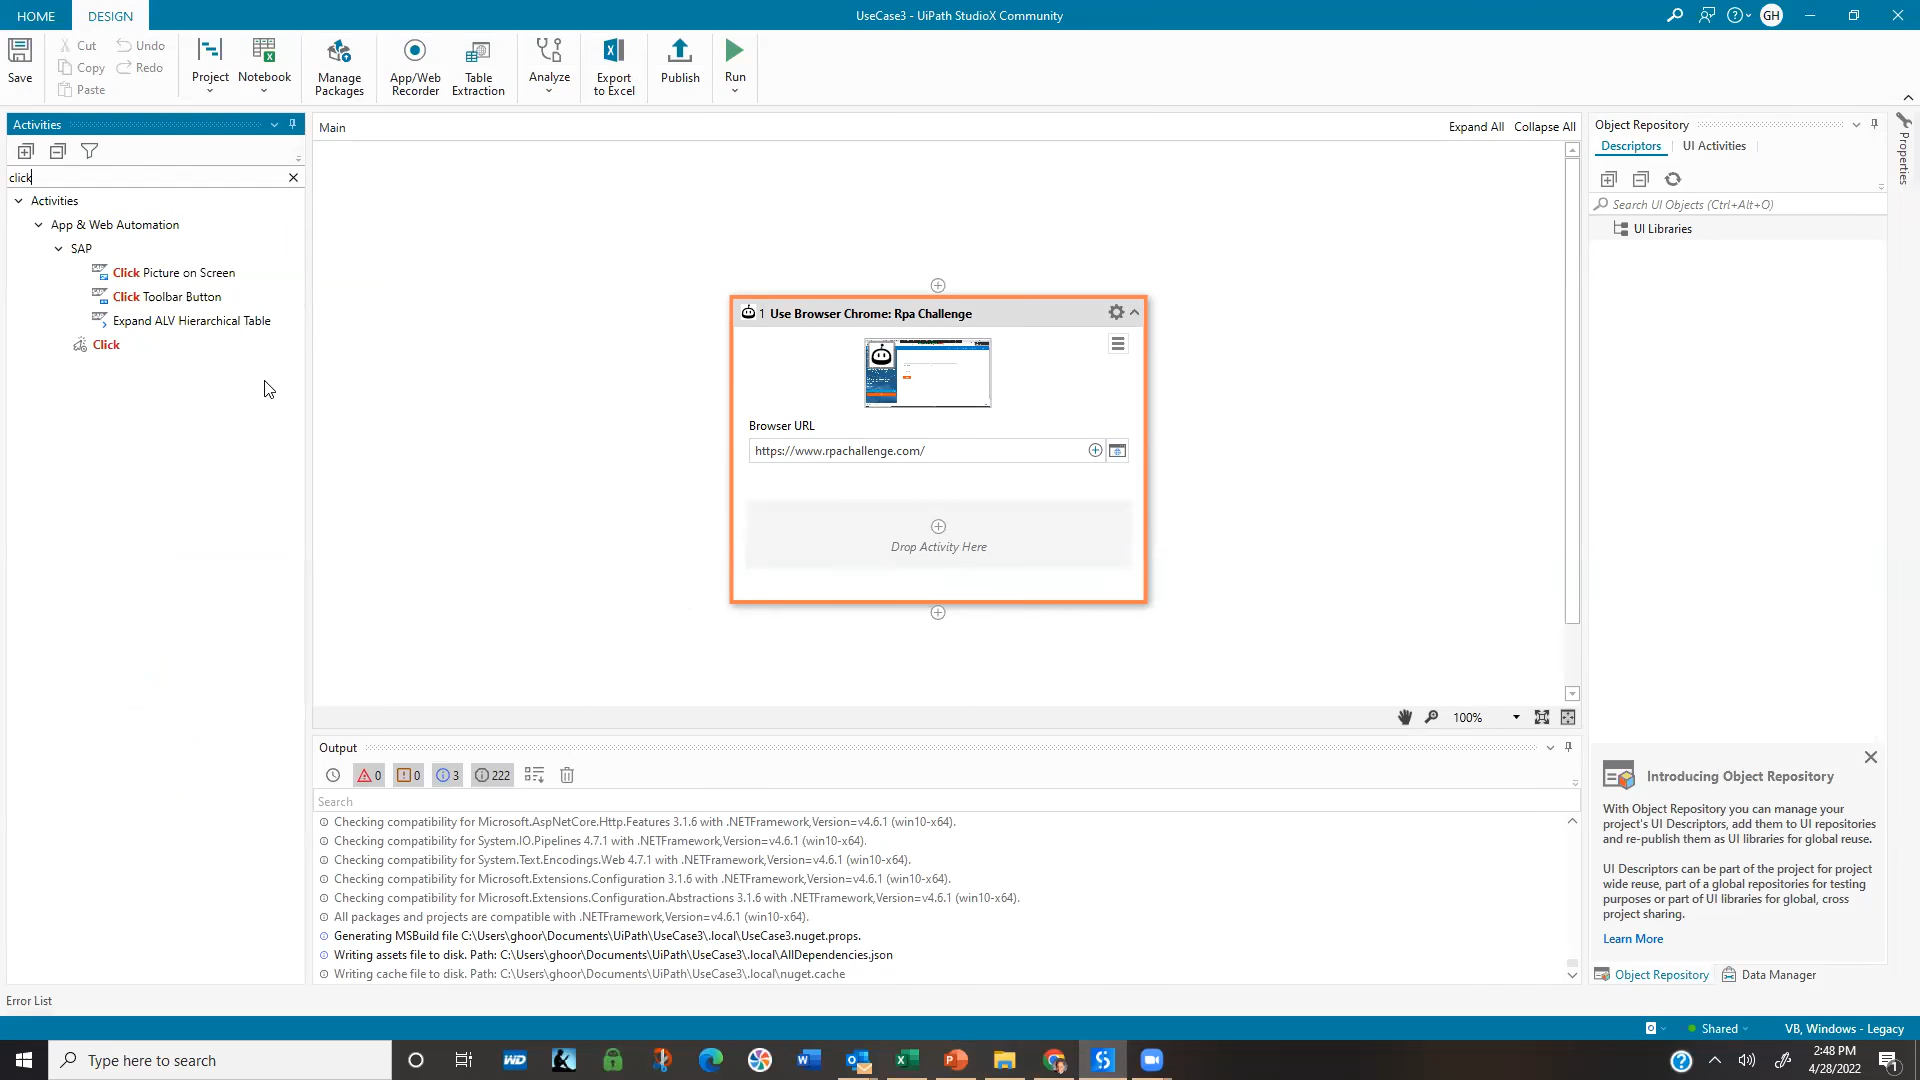 HOME DESIGN UseCase3 - UiPath StudioX Community GH
Save Cut Undo Copy Redo Paste
Project Notebook Manage Packages App/Web Recorder Table Extraction Analyze Export to Excel Publish Run
Activities
click
Activities
App & Web Automation
SAP
Click Picture on Screen
Click Toolbar Button
Expand ALV Hierarchical Table
Click
Main Expand All Collapse All
1 Use Browser Chrome: Rpa Challenge
Browser URL
https://www.rpachallenge.com/
Drop Activity Here
100%
Output
0 0 3 222
Search
Checking compatibility for Microsoft.AspNetCore.Http.Features 3.1.6 with .NETFramework,Version=v4.6.1 (win10-x64).
Checking compatibility for System.IO.Pipelines 4.7.1 with .NETFramework,Version=v4.6.1 (win10-x64).
Checking compatibility for System.Text.Encodings.Web 4.7.1 with .NETFramework,Version=v4.6.1 (win10-x64).
Checking compatibility for Microsoft.Extensions.Configuration 3.1.6 with .NETFramework,Version=v4.6.1 (win10-x64).
Checking compatibility for Microsoft.Extensions.Configuration.Abstractions 3.1.6 with .NETFramework,Version=v4.6.1 (win10-x64).
All packages and projects are compatible with .NETFramework,Version=v4.6.1 (win10-x64).
Generating MSBuild file C:\Users\ghoor\Documents\UiPath\UseCase3\.local\UseCase3.nuget.props.
Writing assets file to disk. Path: C:\Users\ghoor\Documents\UiPath\UseCase3\.local\AllDependencies.json
Writing cache file to disk. Path: C:\Users\ghoor\Documents\UiPath\UseCase3\.local\nuget.cache
Object Repository
Descriptors UI Activities
Search UI Objects (Ctrl+Alt+O)
UI Libraries
Properties
Introducing Object Repository
With Object Repository you can manage your
project's UI Descriptors, add them to UI repositories
and re-publish them as UI libraries for global reuse.
UI Descriptors can be part of the project for project
wide reuse, part of a global repositories for testing
purposes or part of UI libraries for global, cross
project sharing.
Learn More
Object Repository Data Manager
Error List
Shared VB, Windows - Legacy
Type here to search
WD
2:48 PM
4/28/2022
1